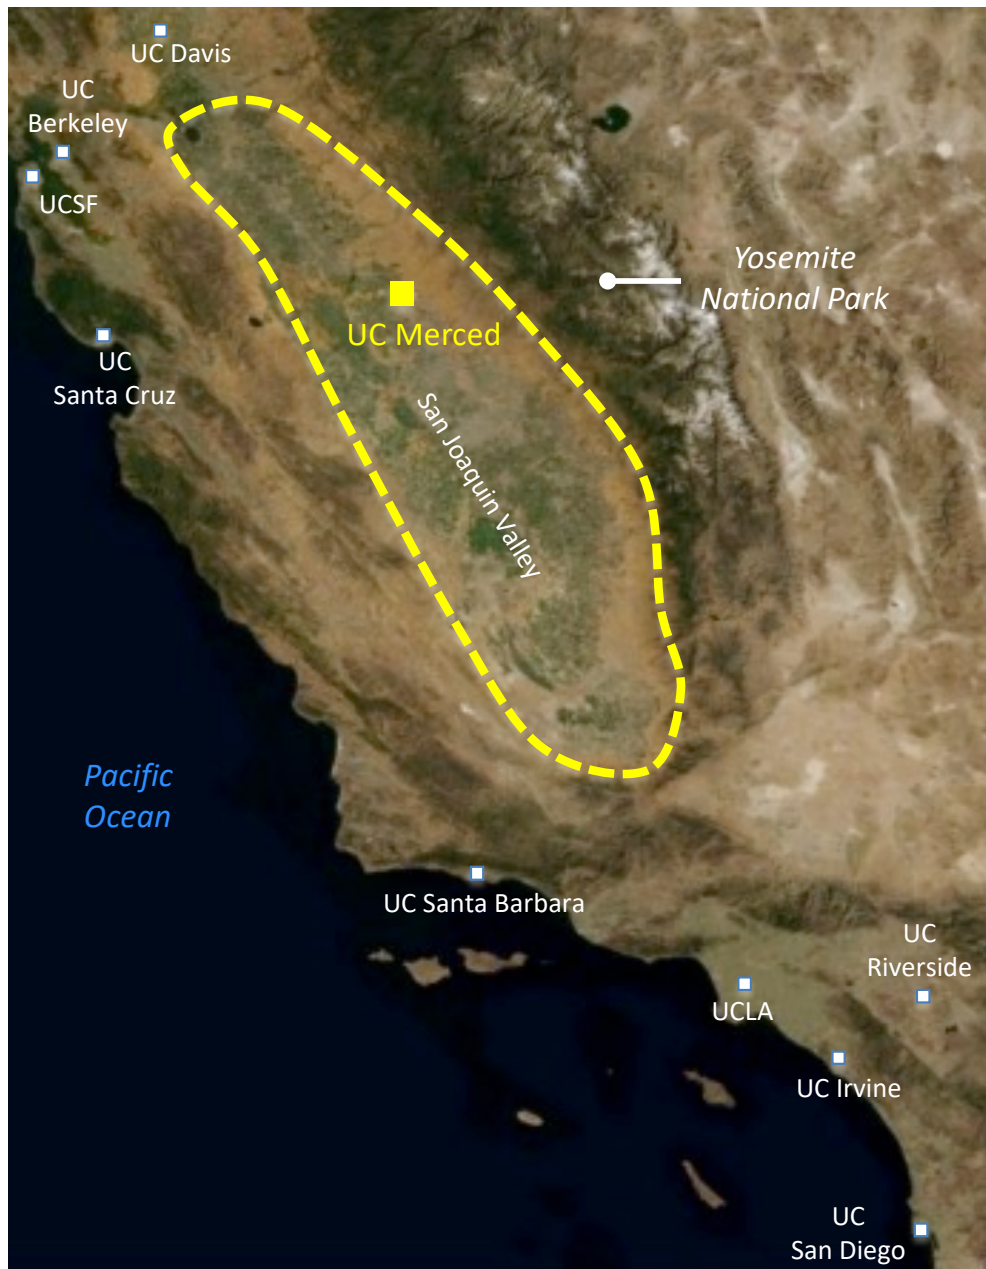 UC Davis
UC
Berkeley
UCSF
Yosemite
National Park
UC Merced
UC
Santa Cruz
San Joaquin Valley
Pacific
Ocean
UC Santa Barbara
UC
Riverside
UCLA
UC Irvine
UC
San Diego